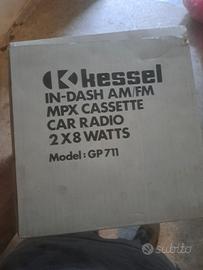 kessel
IN-DASH AM/FM
MPX CASSETTE
CAR RADIO
2 X 8 WATTS
Model: GP 711
subito